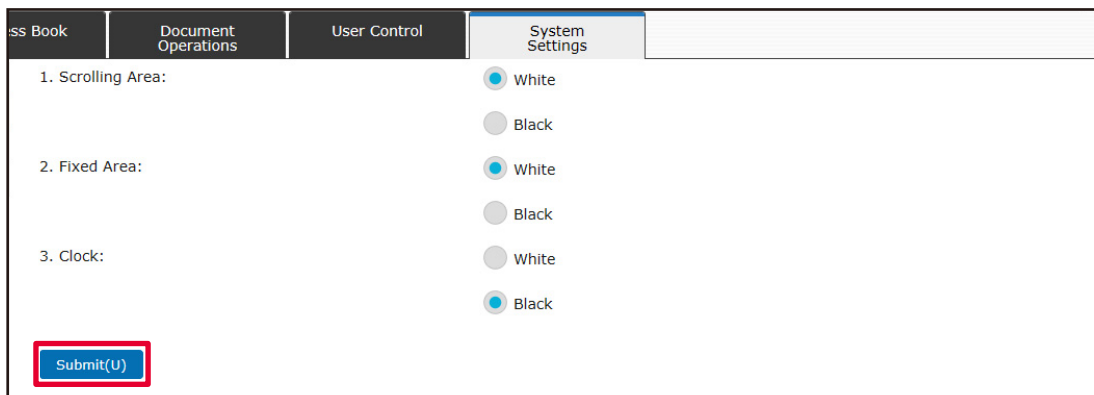 ss Book
Document
Operations
User Control
System
Settings
1. Scrolling Area:
White
Black
2. Fixed Area:
White
Black
3. Clock:
White
Black
Submit(U)